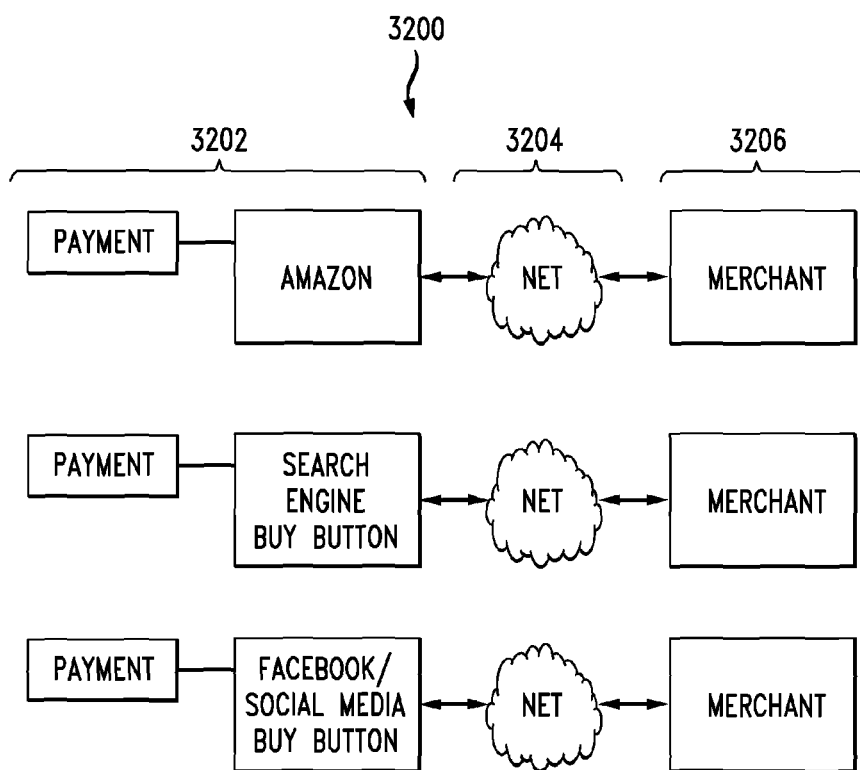 3200
3202
3204
3206
PAYMENT
AMAZON
NET
MERCHANT
PAYMENT
SEARCH
ENGINE
BUY BUTTON
NET
MERCHANT
PAYMENT
FACEBOOK/
SOCIAL MEDIA
BUY BUTTON
NET
MERCHANT